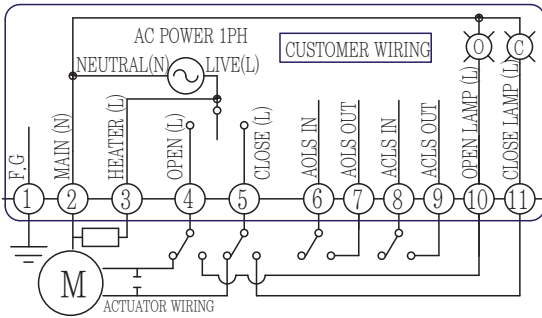 AC POWER 1PH
CUSTOMER WIRING
O
C
NEUTRAL(N)
LIVE(L)
F.G
MAIN (N)
HEATER (L)
OPEN (L)
CLOSE (L)
AOLS IN
AOLS OUT
ACLS IN
ACLS OUT
OPEN LAMP (L)
CLOSE LAMP (L)
1
2
3
4
5
6
7
8
9
10
11
M
ACTUATOR WIRING